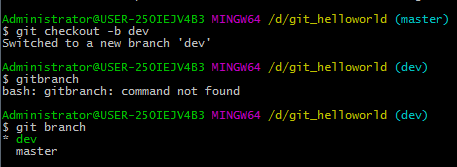 Administrator@USER-250IEJV4B3 MINGW64 /d/git_helloworld (master)
$ git checkout -b dev
Switched to a new branch 'dev'
Administrator@USER-250IEJV4B3 MINGW64 /d/git_helloworld (dev)
$ gitbranch
bash: gitbranch: command not found
Administrator@USER-250IEJV4B3 MINGW64 /d/git_helloworld (dev)
$ git branch
* dev
master